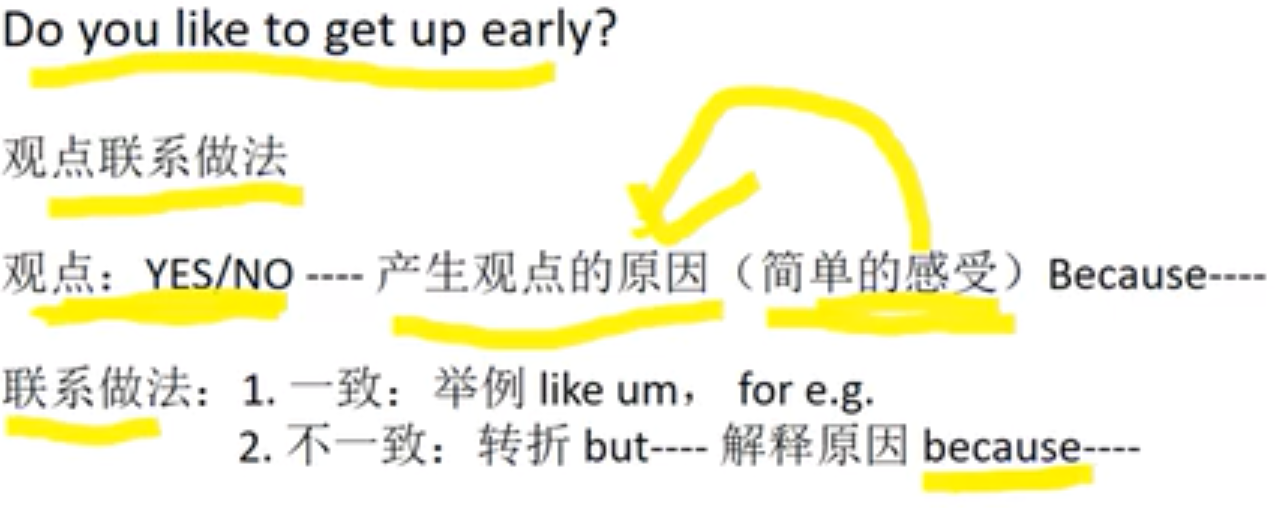 Do you like to get up early?
观点联系做法
观点：YES/NO ---- 产生观点的原因（简单的感受）Because----
联系做法：1. 一致：举例 like um， for e.g.
2. 不一致：转折 but---- 解释原因 because----